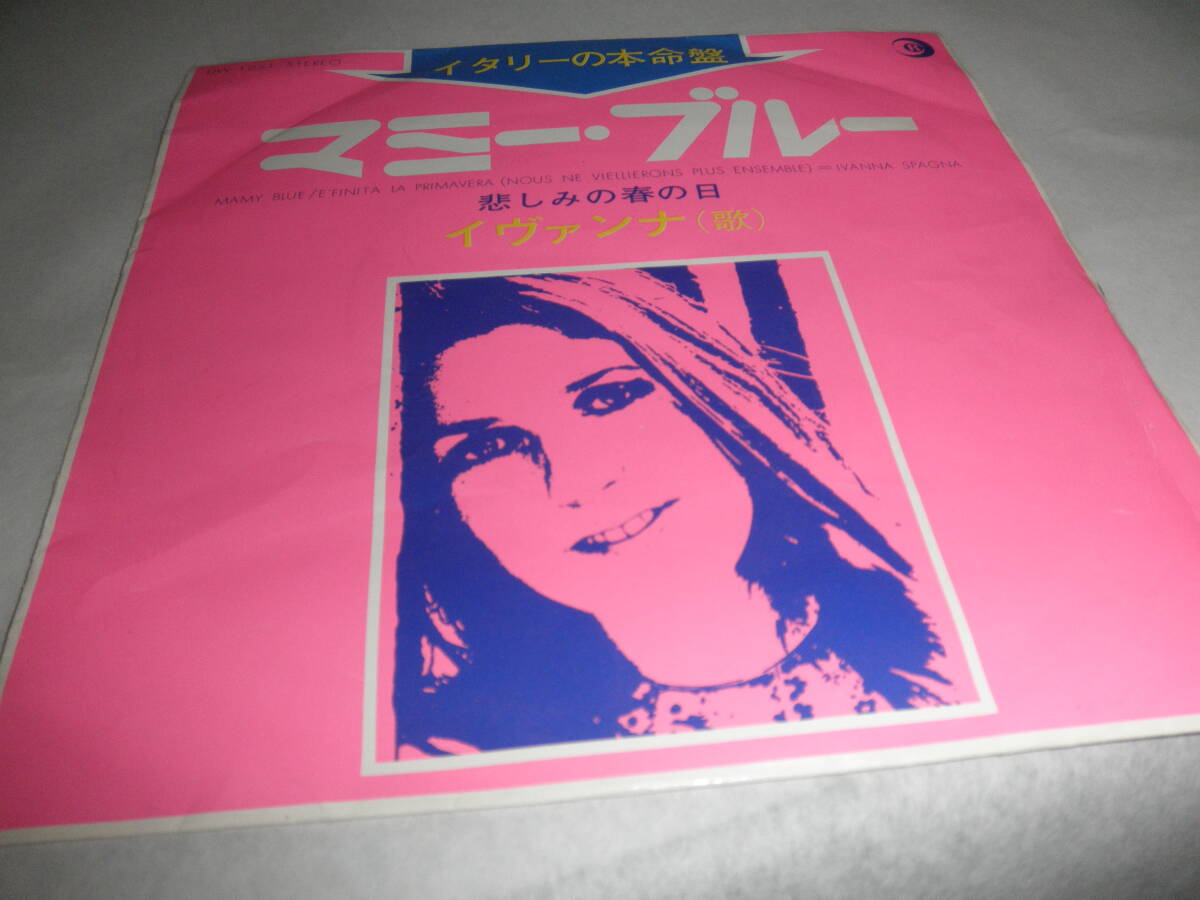 STEREO
イタリーの本命盤
マミー・ブルー
MAMY BLUE/E'FINITA LA PRIMAVERA (NOUS NE VIELLIERONS PLUS ENSEMBLE) = IVANNA SPAGNA
悲しみの春の日
イヴァンナ(歌)